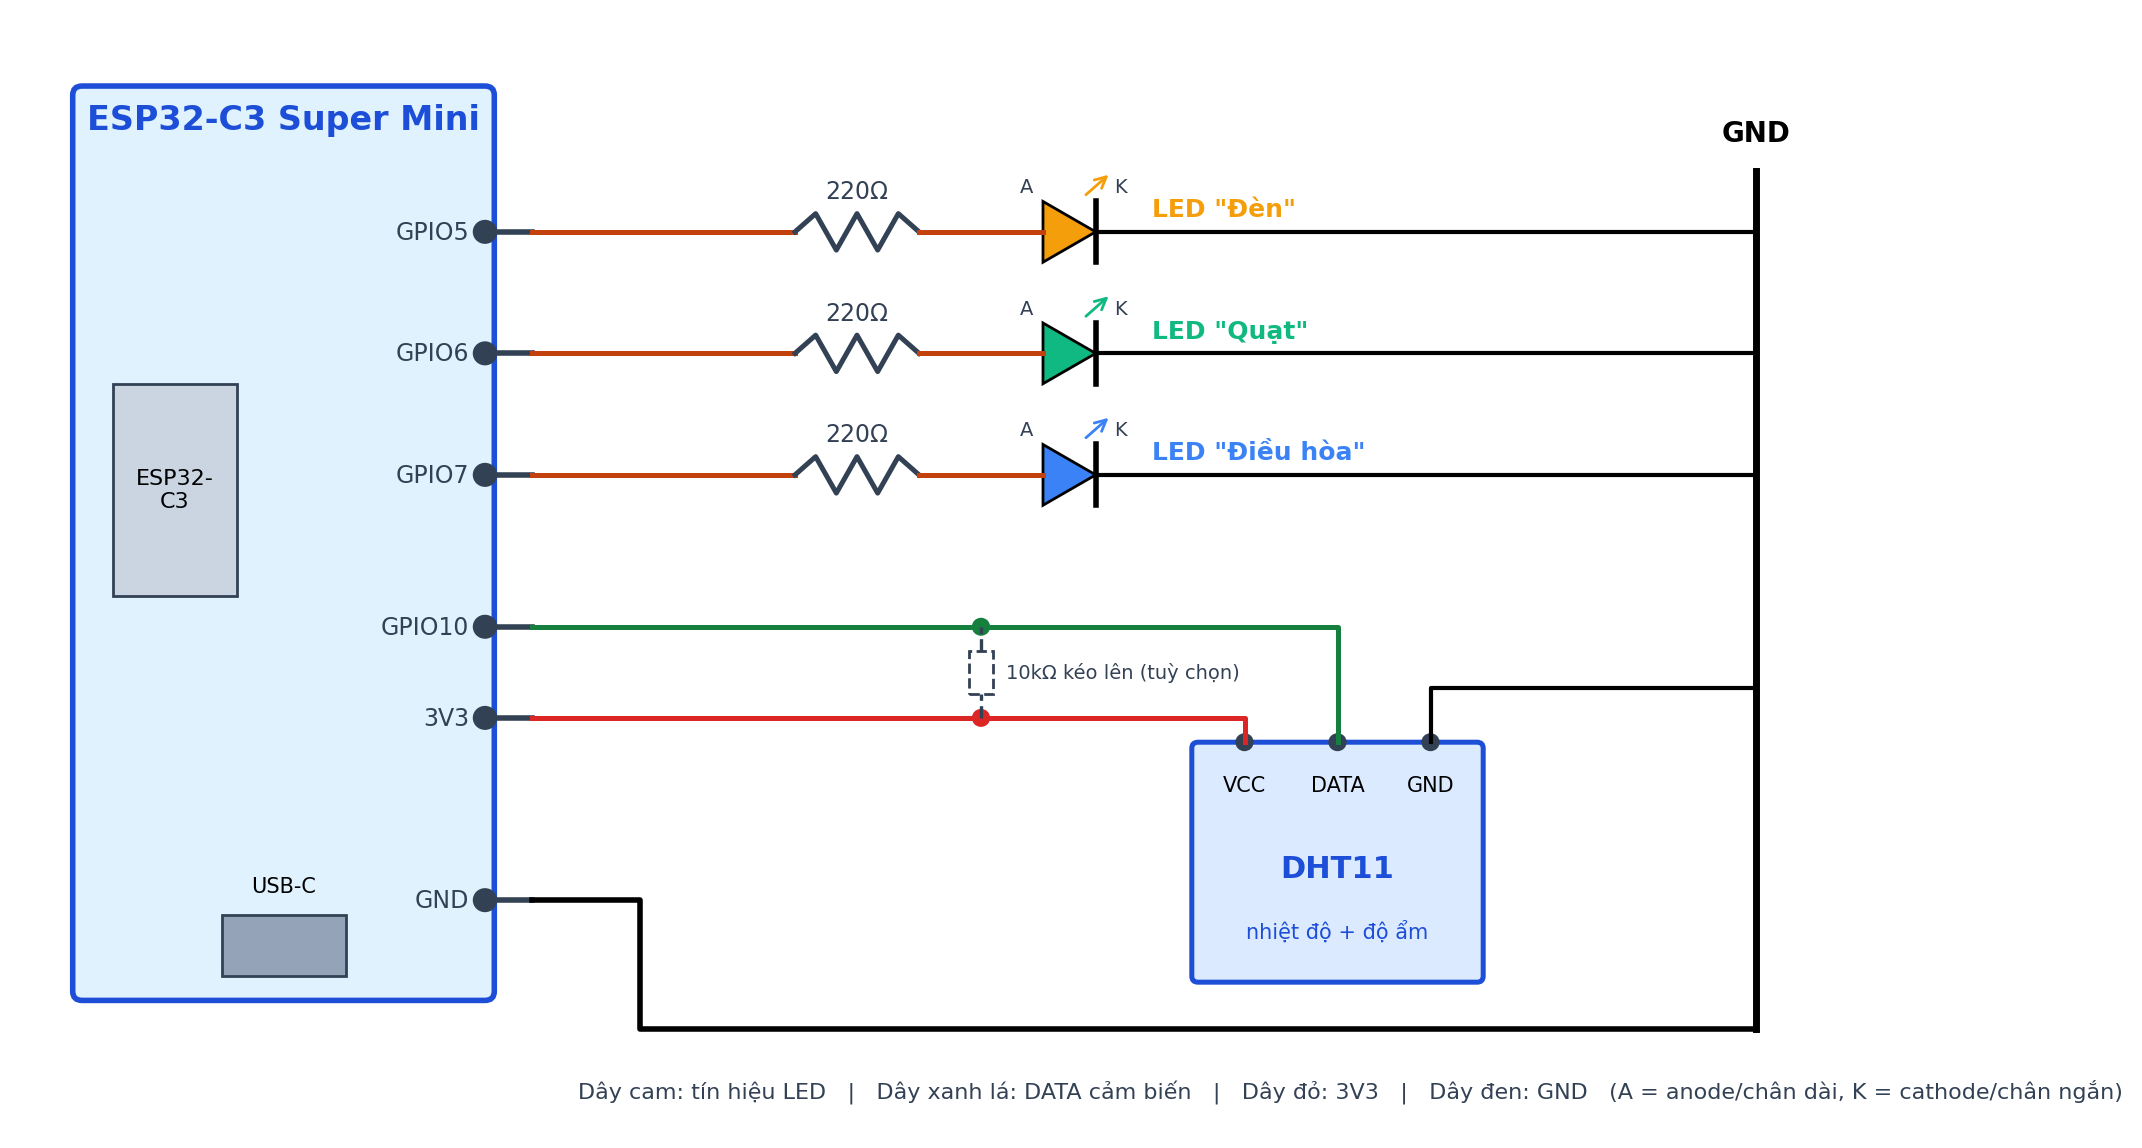 ESP32-C3 Super Mini
GND
220Ω
A
K
LED "Đèn"
GPIO5
220Ω
A
K
LED "Quạt"
GPIO6
220Ω
A
K
LED "Điều hòa"
GPIO7
ESP32-
C3
GPIO10
10kΩ kéo lên (tuỳ chọn)
3V3
VCC
DATA
GND
DHT11
nhiệt độ + độ ẩm
USB-C
GND
Dây cam: tín hiệu LED | Dây xanh lá: DATA cảm biến | Dây đỏ: 3V3 | Dây đen: GND (A = anode/chân dài, K = cathode/chân ngắn)